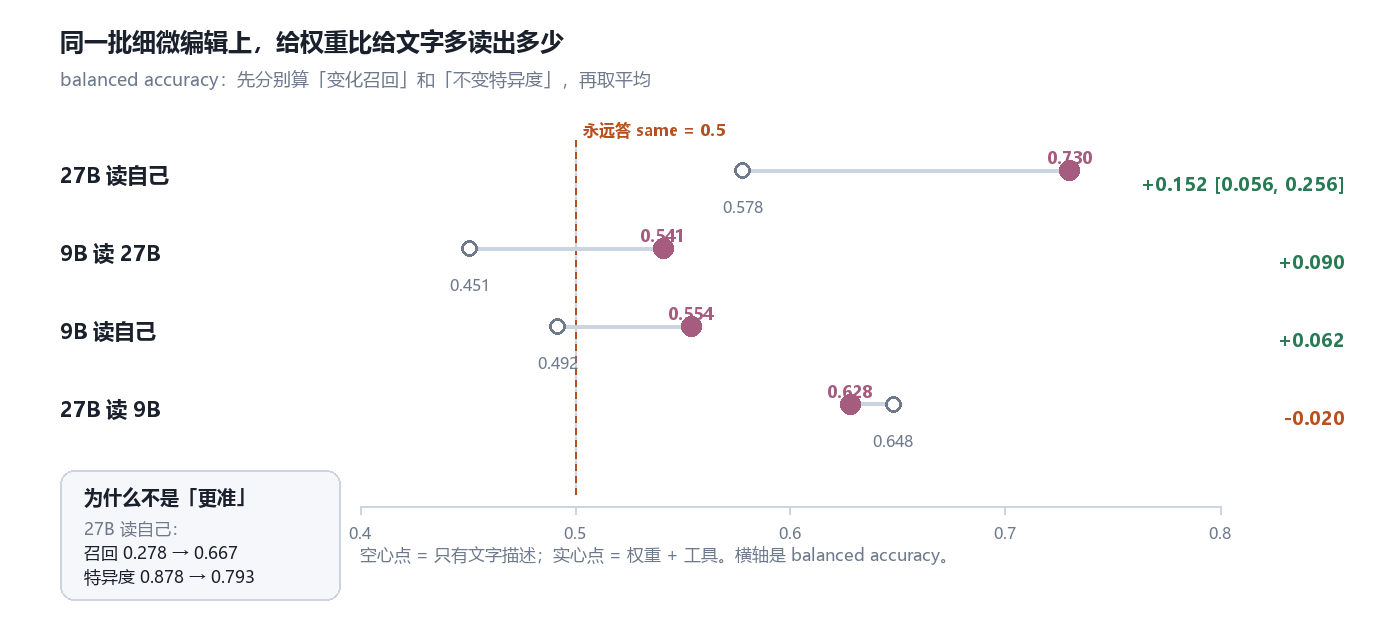 同一批细微编辑上，给权重比给文字多读出多少
balanced accuracy：先分别算「变化召回」和「不变特异度」，再取平均
永远答 same = 0.5
27B 读自己
0.730
0.578
+0.152 [0.056, 0.256]
9B 读 27B
0.541
0.451
+0.090
9B 读自己
0.554
0.492
+0.062
27B 读 9B
0.628
0.648
-0.020
为什么不是「更准」
27B 读自己：
召回 0.278 → 0.667
特异度 0.878 → 0.793
0.4 0.5 0.6 0.7 0.8
空心点 = 只有文字描述；实心点 = 权重 + 工具。横轴是 balanced accuracy。